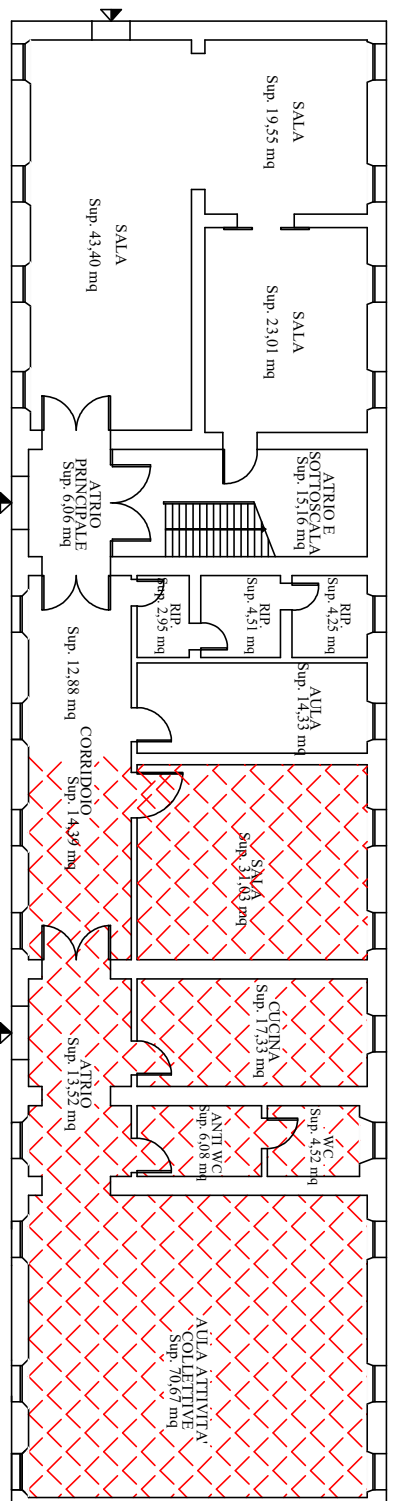 SALA
Sup. 19,55 mq
SALA
Sup. 43,40 mq
SALA
Sup. 23,01 mq
ATRIO E
SOTTOSCALA
Sup. 15,16 mq
ATRIO
PRINCIPALE
Sup. 6,06 mq
RIP.
Sup. 4,25 mq
RIP.
Sup. 4,51 mq
RIP.
Sup. 2,95 mq
AULA
Sup. 14,33 mq
Sup. 12,88 mq
CORRIDOIO
Sup. 14,39 mq
SALA
Sup. 31,03 mq
CUCINA
Sup. 17,33 mq
ATRIO
Sup. 13,52 mq
WC
Sup. 4,52 mq
ANTI WC
Sup. 6,08 mq
AULA ATTIVITA'
COLLETTIVE
Sup. 70,67 mq